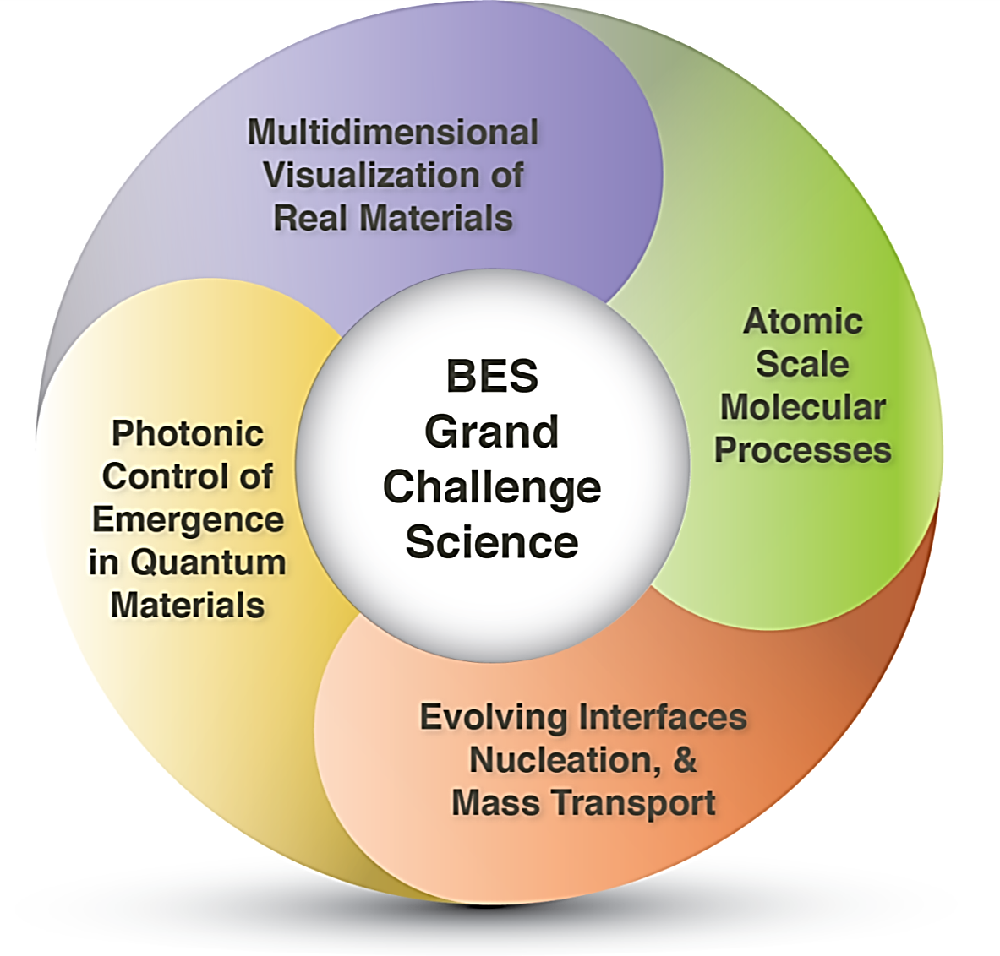 Multidimensional
Visualization of
Real Materials
Atomic
Scale
Molecular
Processes
BES
Grand
Challenge
Science
Photonic
Control of
Emergence
in Quantum
Materials
Evolving Interfaces
Nucleation, &
Mass Transport